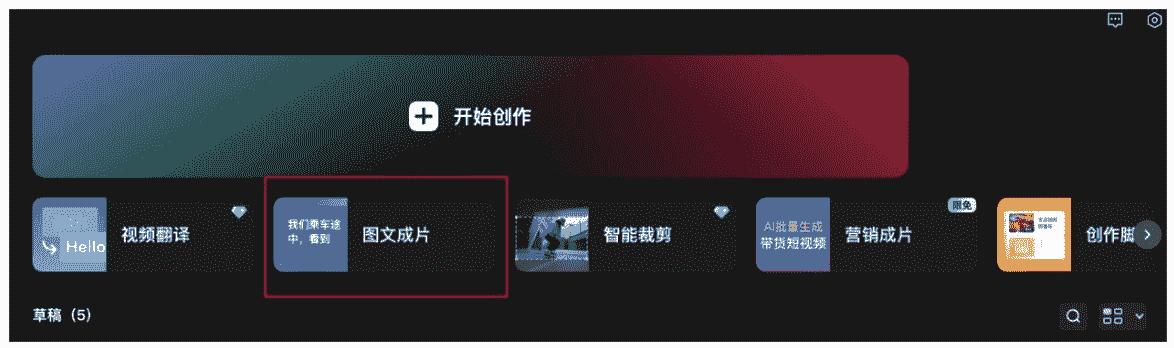 开始创作
Hello
视频翻译
我们乘车途
中，看到
图文成片
智能裁剪
AI批量生成
带货短视频
限免
营销成片
创作脚
草稿（5）